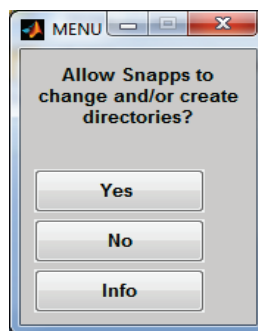 MENU
Allow Snapps to
change and/or create
directories?
Yes
No
Info